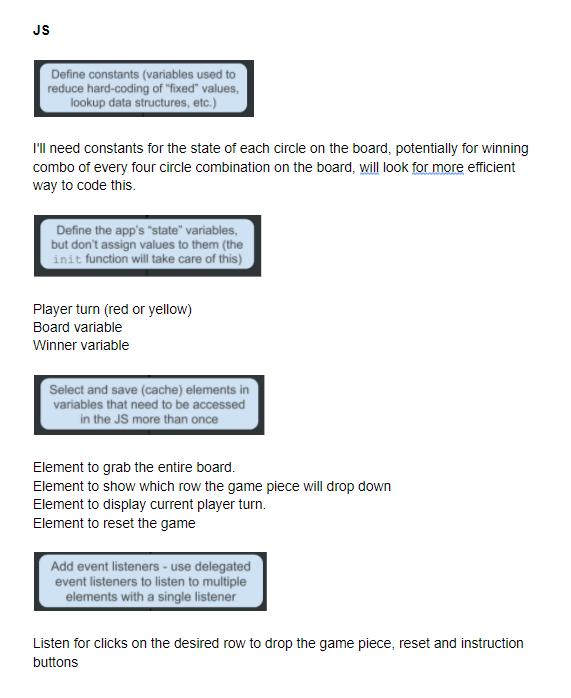 JS
Define constants (variables used to
reduce hard-coding of "fixed" values,
lookup data structures, etc.)
I'll need constants for the state of each circle on the board, potentially for winning
combo of every four circle combination on the board, will look for more efficient
way to code this.
Define the app's "state" variables,
but don't assign values to them (the
init function will take care of this)
Player turn (red or yellow)
Board variable
Winner variable
Select and save (cache) elements in
variables that need to be accessed
in the JS more than once
Element to grab the entire board.
Element to show which row the game piece will drop down
Element to display current player turn.
Element to reset the game
Add event listeners - use delegated
event listeners to listen to multiple
elements with a single listener
Listen for clicks on the desired row to drop the game piece, reset and instruction
buttons